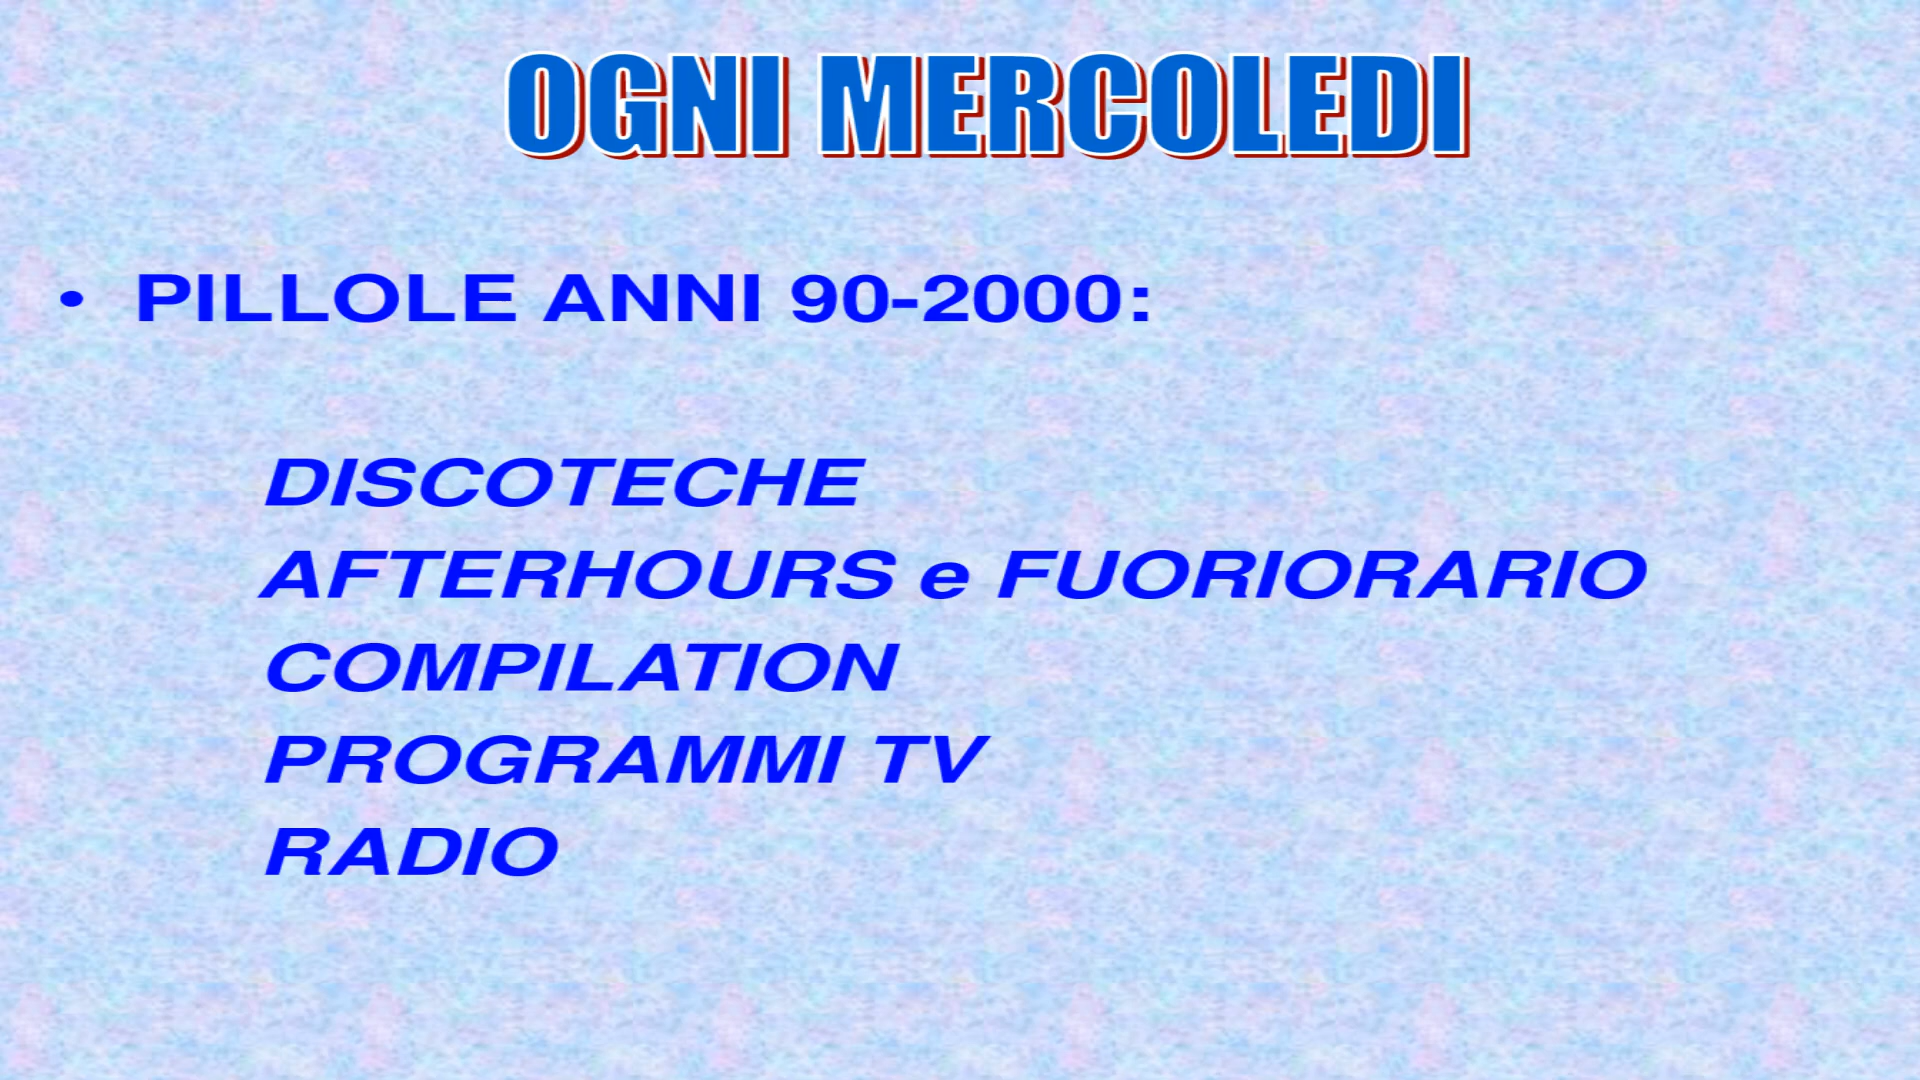 OGNI MERCOLEDI
• PILLOLE ANNI 90-2000:
DISCOTECHE
AFTERHOURS e FUORIORARIO
COMPILATION
PROGRAMMI TV
RADIO